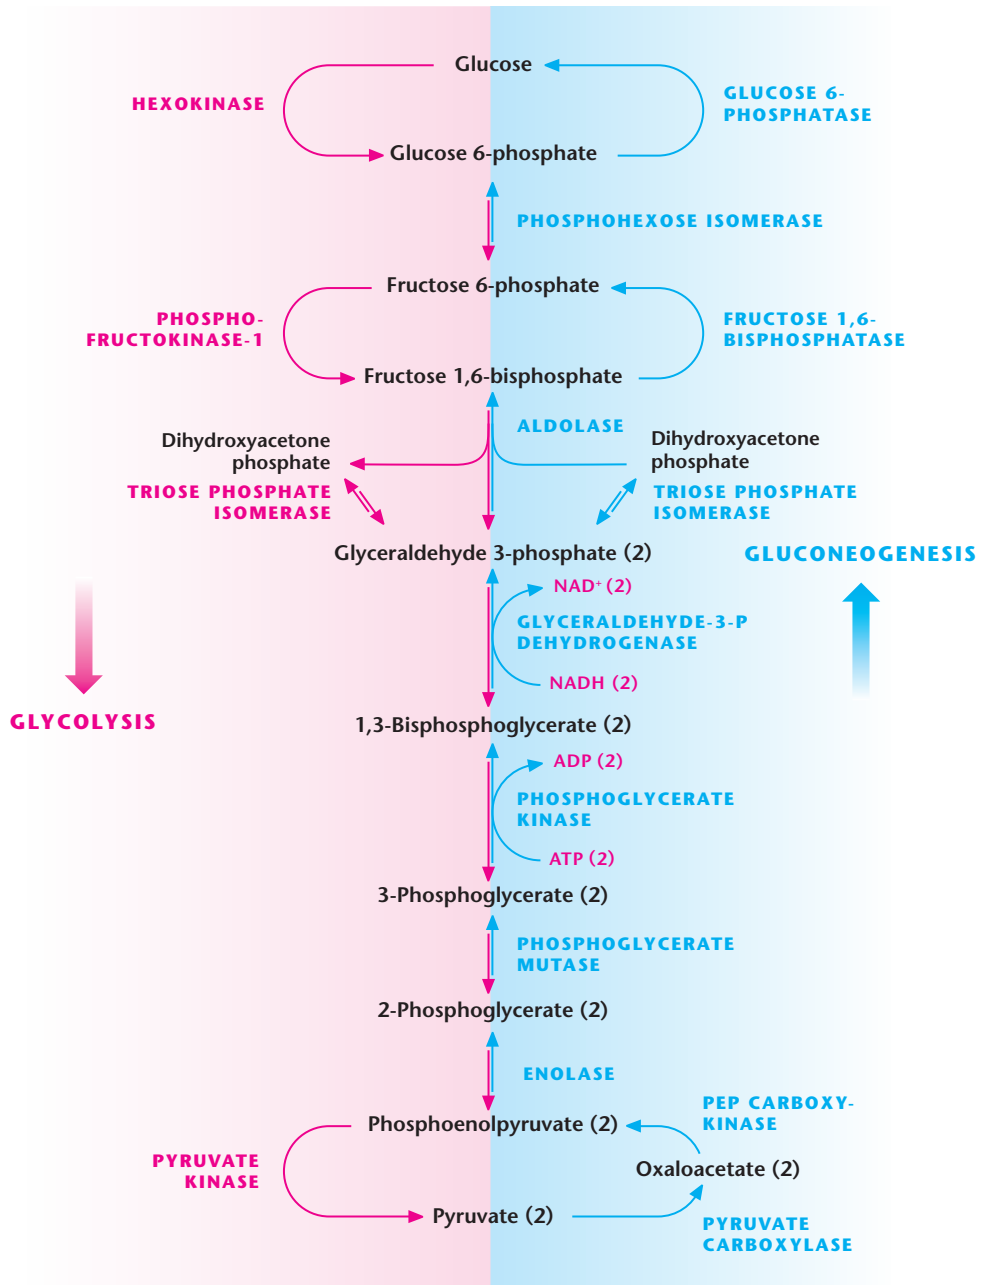 Glucose
HEXOKINASE
GLUCOSE 6-
PHOSPHATASE
Glucose 6-phosphate
PHOSPHOHEXOSE ISOMERASE
Fructose 6-phosphate
PHOSPHO-
FRUCTOKINASE-1
FRUCTOSE 1,6-
BISPHOSPHATASE
Fructose 1,6-bisphosphate
ALDOLASE
Dihydroxyacetone
phosphate
Dihydroxyacetone
phosphate
TRIOSE PHOSPHATE
ISOMERASE
TRIOSE PHOSPHATE
ISOMERASE
Glyceraldehyde 3-phosphate (2)
GLUCONEOGENESIS
NAD⁺ (2)
GLYCERALDEHYDE-3-P
DEHYDROGENASE
NADH (2)
GLYCOLYSIS
1,3-Bisphosphoglycerate (2)
ADP (2)
PHOSPHOGLYCERATE
KINASE
ATP (2)
3-Phosphoglycerate (2)
PHOSPHOGLYCERATE
MUTASE
2-Phosphoglycerate (2)
ENOLASE
PEP CARBOXY-
KINASE
Phosphoenolpyruvate (2)
PYRUVATE
KINASE
Oxaloacetate (2)
Pyruvate (2)
PYRUVATE
CARBOXYLASE